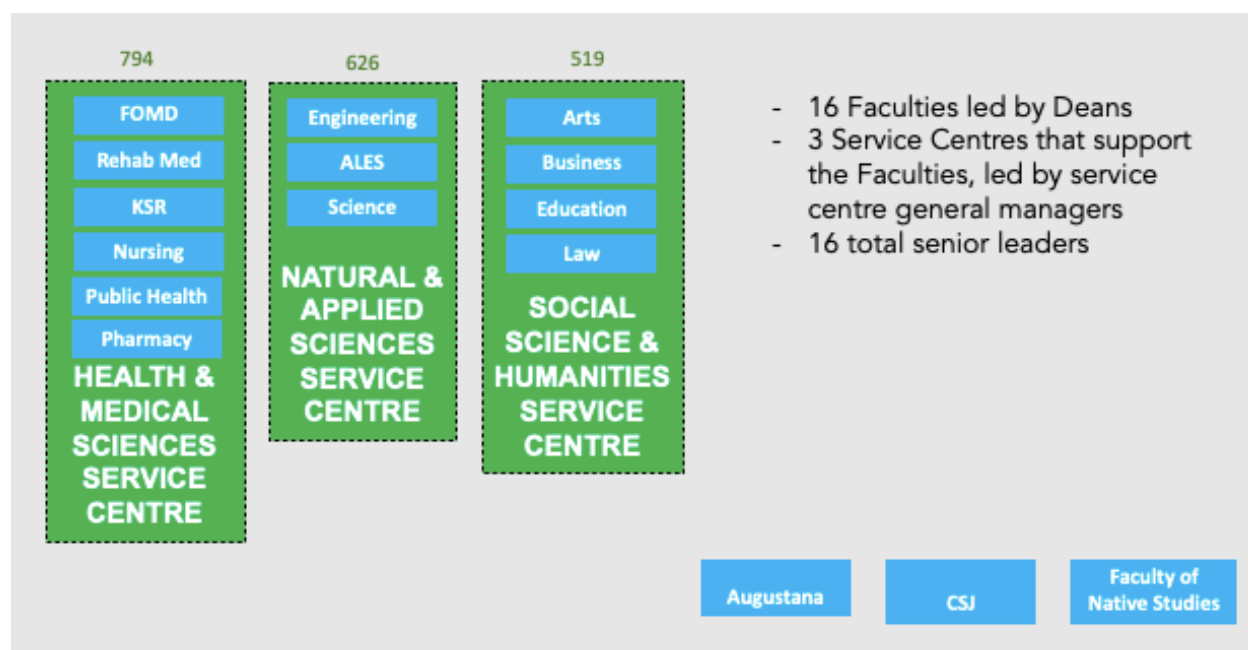 794
FOMD
Rehab Med
KSR
Nursing
Public Health
Pharmacy
HEALTH &
MEDICAL
SCIENCES
SERVICE
CENTRE
626
Engineering
ALES
Science
NATURAL &
APPLIED
SCIENCES
SERVICE
CENTRE
519
Arts
Business
Education
Law
SOCIAL
SCIENCE &
HUMANITIES
SERVICE
CENTRE
- 16 Faculties led by Deans
- 3 Service Centres that support
the Faculties, led by service
centre general managers
- 16 total senior leaders
Augustana
CSJ
Faculty of
Native Studies